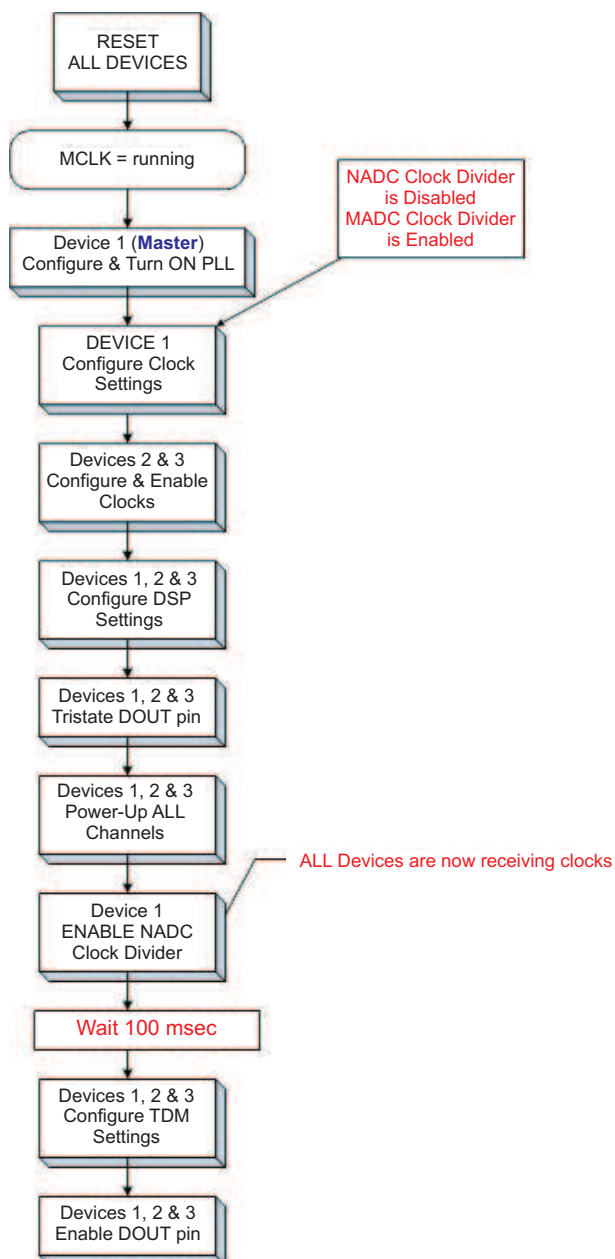 RESET
ALL DEVICES
MCLK = running
NADC Clock Divider
is Disabled
MADC Clock Divider
is Enabled
Device 1 (Master)
Configure & Turn ON PLL
DEVICE 1
Configure Clock
Settings
Devices 2 & 3
Configure & Enable
Clocks
Devices 1, 2 & 3
Configure DSP
Settings
Devices 1, 2 & 3
Tristate DOUT pin
Devices 1, 2 & 3
Power-Up ALL
Channels
ALL Devices are now receiving clocks
Device 1
ENABLE NADC
Clock Divider
Wait 100 msec
Devices 1, 2 & 3
Configure TDM
Settings
Devices 1, 2 & 3
Enable DOUT pin